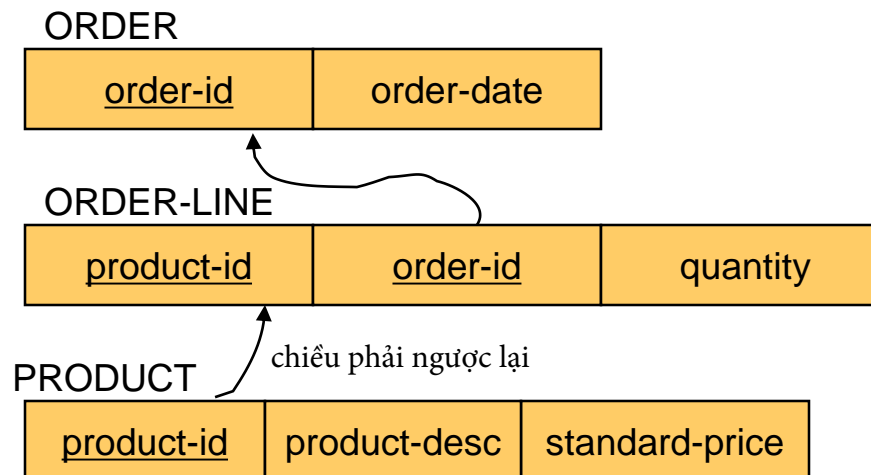 ORDER
order-id order-date
ORDER-LINE
product-id order-id quantity
chiều phải ngược lại
PRODUCT
product-id product-desc standard-price